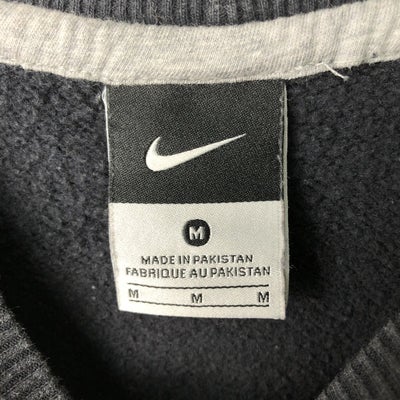 M
MADE IN PAKISTAN
FABRIQUE AU PAKISTAN
M M M